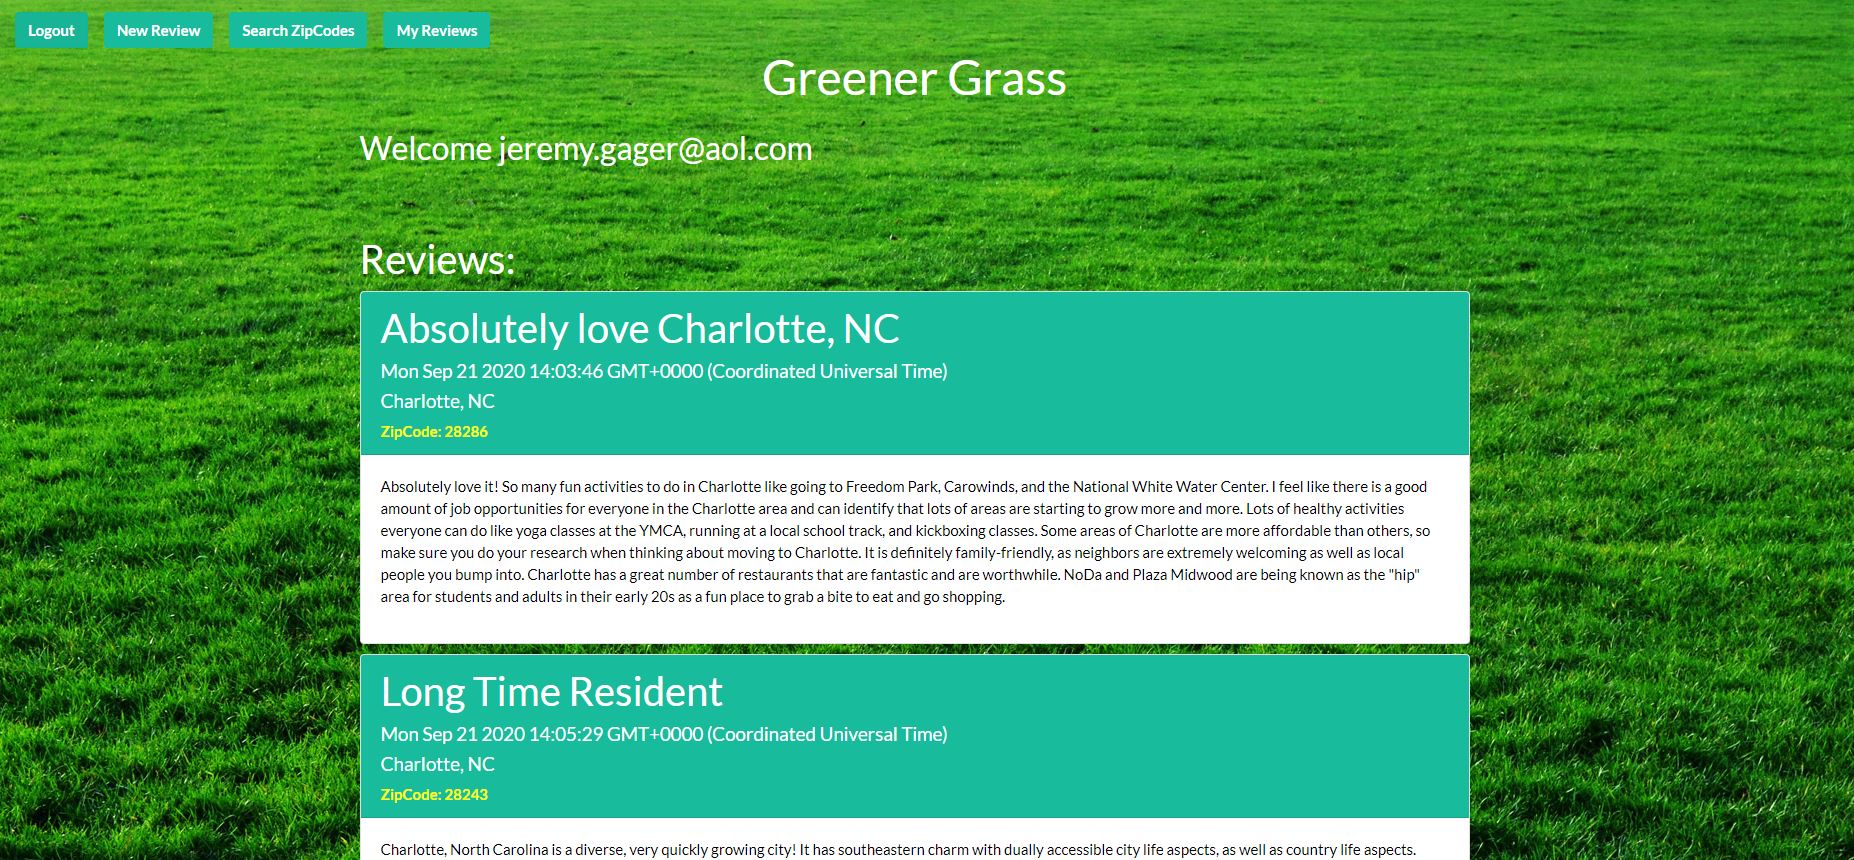 Logout New Review Search ZipCodes My Reviews
Greener Grass
Welcome jeremy.gager@aol.com
Reviews:
Absolutely love Charlotte, NC
Mon Sep 21 2020 14:03:46 GMT+0000 (Coordinated Universal Time)
Charlotte, NC
ZipCode: 28286
Absolutely love it! So many fun activities to do in Charlotte like going to Freedom Park, Carowinds, and the National White Water Center. I feel like there is a good
amount of job opportunities for everyone in the Charlotte area and can identify that lots of areas are starting to grow more and more. Lots of healthy activities
everyone can do like yoga classes at the YMCA, running at a local school track, and kickboxing classes. Some areas of Charlotte are more affordable than others, so
make sure you do your research when thinking about moving to Charlotte. It is definitely family-friendly, as neighbors are extremely welcoming as well as local
people you bump into. Charlotte has a great number of restaurants that are fantastic and are worthwhile. NoDa and Plaza Midwood are being known as the "hip"
area for students and adults in their early 20s as a fun place to grab a bite to eat and go shopping.
Long Time Resident
Mon Sep 21 2020 14:05:29 GMT+0000 (Coordinated Universal Time)
Charlotte, NC
ZipCode: 28243
Charlotte, North Carolina is a diverse, very quickly growing city! It has southeastern charm with dually accessible city life aspects, as well as country life aspects.